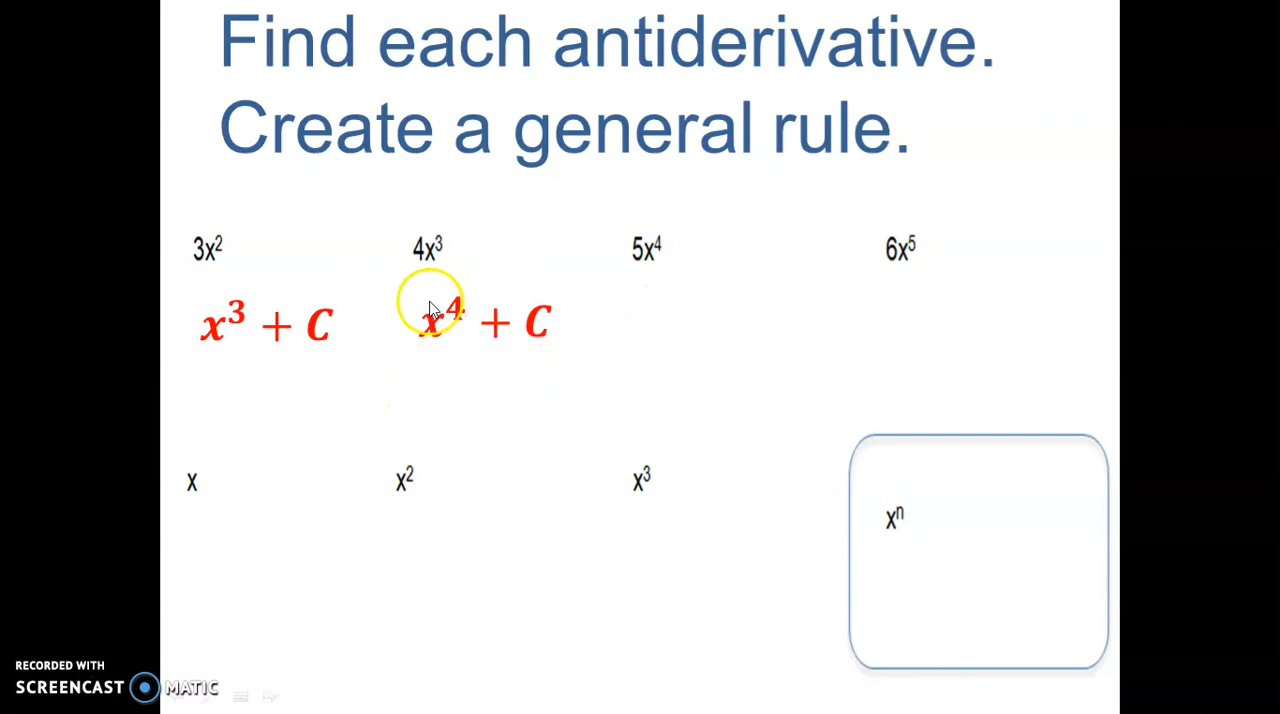 Find each antiderivative.
Create a general rule.
3x² 4x³ 5x⁴ 6x⁵
x³ + C x⁴ + C
x x² x³
xⁿ
RECORDED WITH
SCREENCAST MATIC